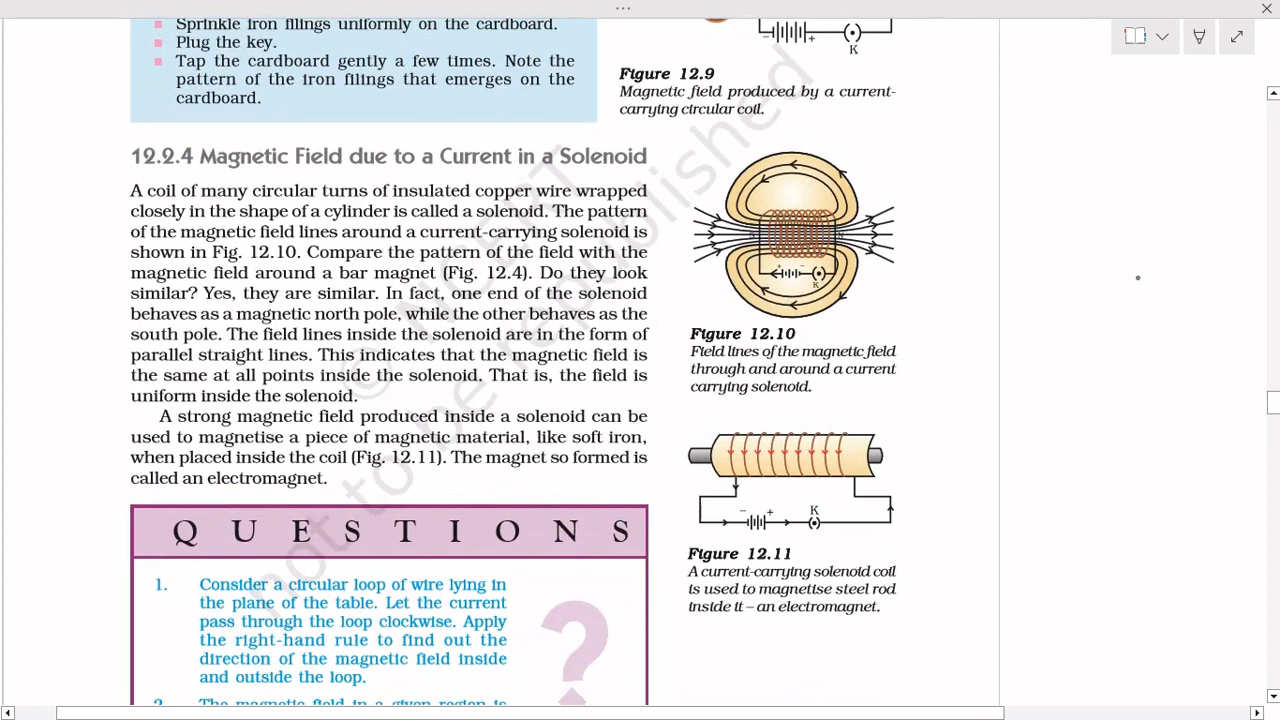 Sprinkle iron filings uniformly on the cardboard.
Plug the key.
Tap the cardboard gently a few times. Note the
pattern of the iron filings that emerges on the
cardboard.
– +
K
Figure 12.9
Magnetic field produced by a current-
carrying circular coil.
12.2.4 Magnetic Field due to a Current in a Solenoid
A coil of many circular turns of insulated copper wire wrapped
closely in the shape of a cylinder is called a solenoid. The pattern
of the magnetic field lines around a current-carrying solenoid is
shown in Fig. 12.10. Compare the pattern of the field with the
magnetic field around a bar magnet (Fig. 12.4). Do they look
similar? Yes, they are similar. In fact, one end of the solenoid
behaves as a magnetic north pole, while the other behaves as the
south pole. The field lines inside the solenoid are in the form of
parallel straight lines. This indicates that the magnetic field is
the same at all points inside the solenoid. That is, the field is
uniform inside the solenoid.
A strong magnetic field produced inside a solenoid can be
used to magnetise a piece of magnetic material, like soft iron,
when placed inside the coil (Fig. 12.11). The magnet so formed is
called an electromagnet.
+ –
K
Figure 12.10
Field lines of the magnetic field
through and around a current
carrying solenoid.
– +
K
Figure 12.11
A current-carrying solenoid coil
is used to magnetise steel rod
inside it – an electromagnet.
QUESTIONS
1. Consider a circular loop of wire lying in
the plane of the table. Let the current
pass through the loop clockwise. Apply
the right-hand rule to find out the
direction of the magnetic field inside
and outside the loop.
?
2. The magnetic field in a given region is
© NCERT
not to be republished